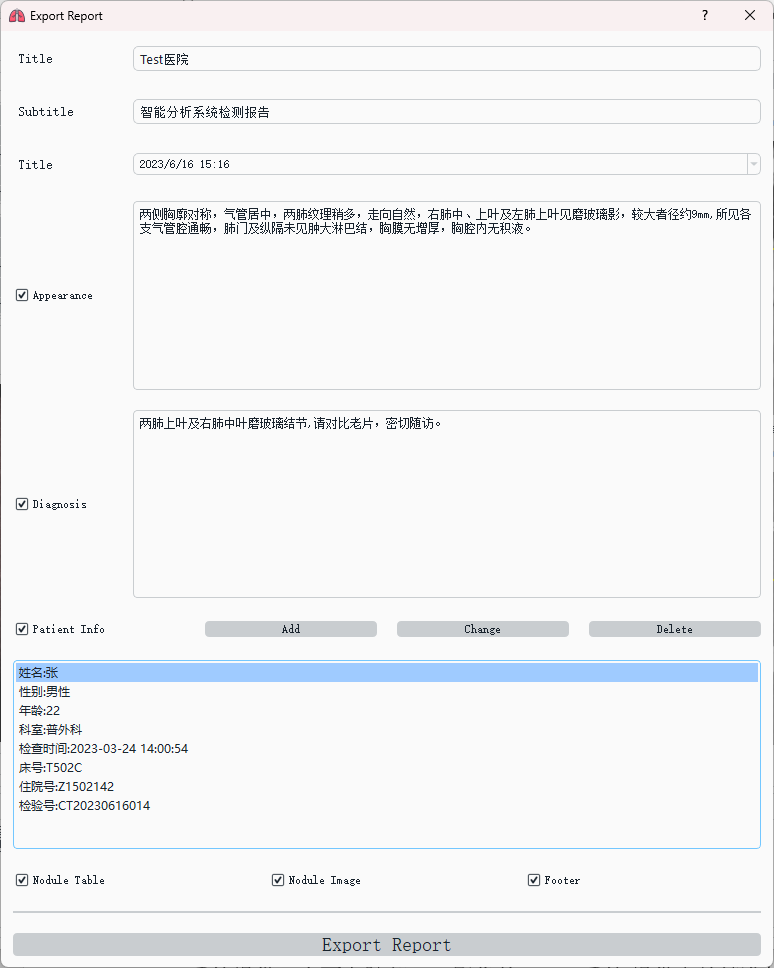 Export Report
?
Title
Test医院
Subtitle
智能分析系统检测报告
Title
2023/6/16 15:16
Appearance
两侧胸廓对称，气管居中，两肺纹理稍多，走向自然，右肺中、上叶及左肺上叶见磨玻璃影，较大者径约9mm,所见各
支气管腔通畅，肺门及纵隔未见肿大淋巴结，胸膜无增厚，胸腔内无积液。
Diagnosis
两肺上叶及右肺中叶磨玻璃结节,请对比老片，密切随访。
Patient Info
Add
Change
Delete
姓名:张
性别:男性
年龄:22
科室:普外科
检查时间:2023-03-24 14:00:54
床号:T502C
住院号:Z1502142
检验号:CT20230616014
Nodule Table
Nodule Image
Footer
Export Report